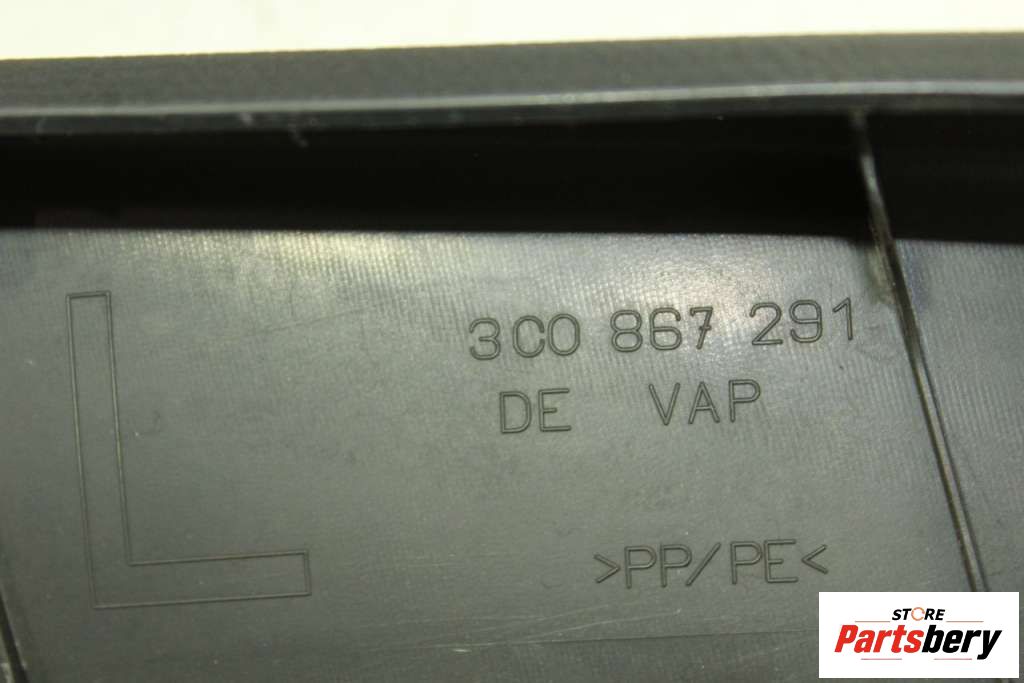 L
3C0 867 291
DE VAP
>PP/PE<
STORE
Partsbery